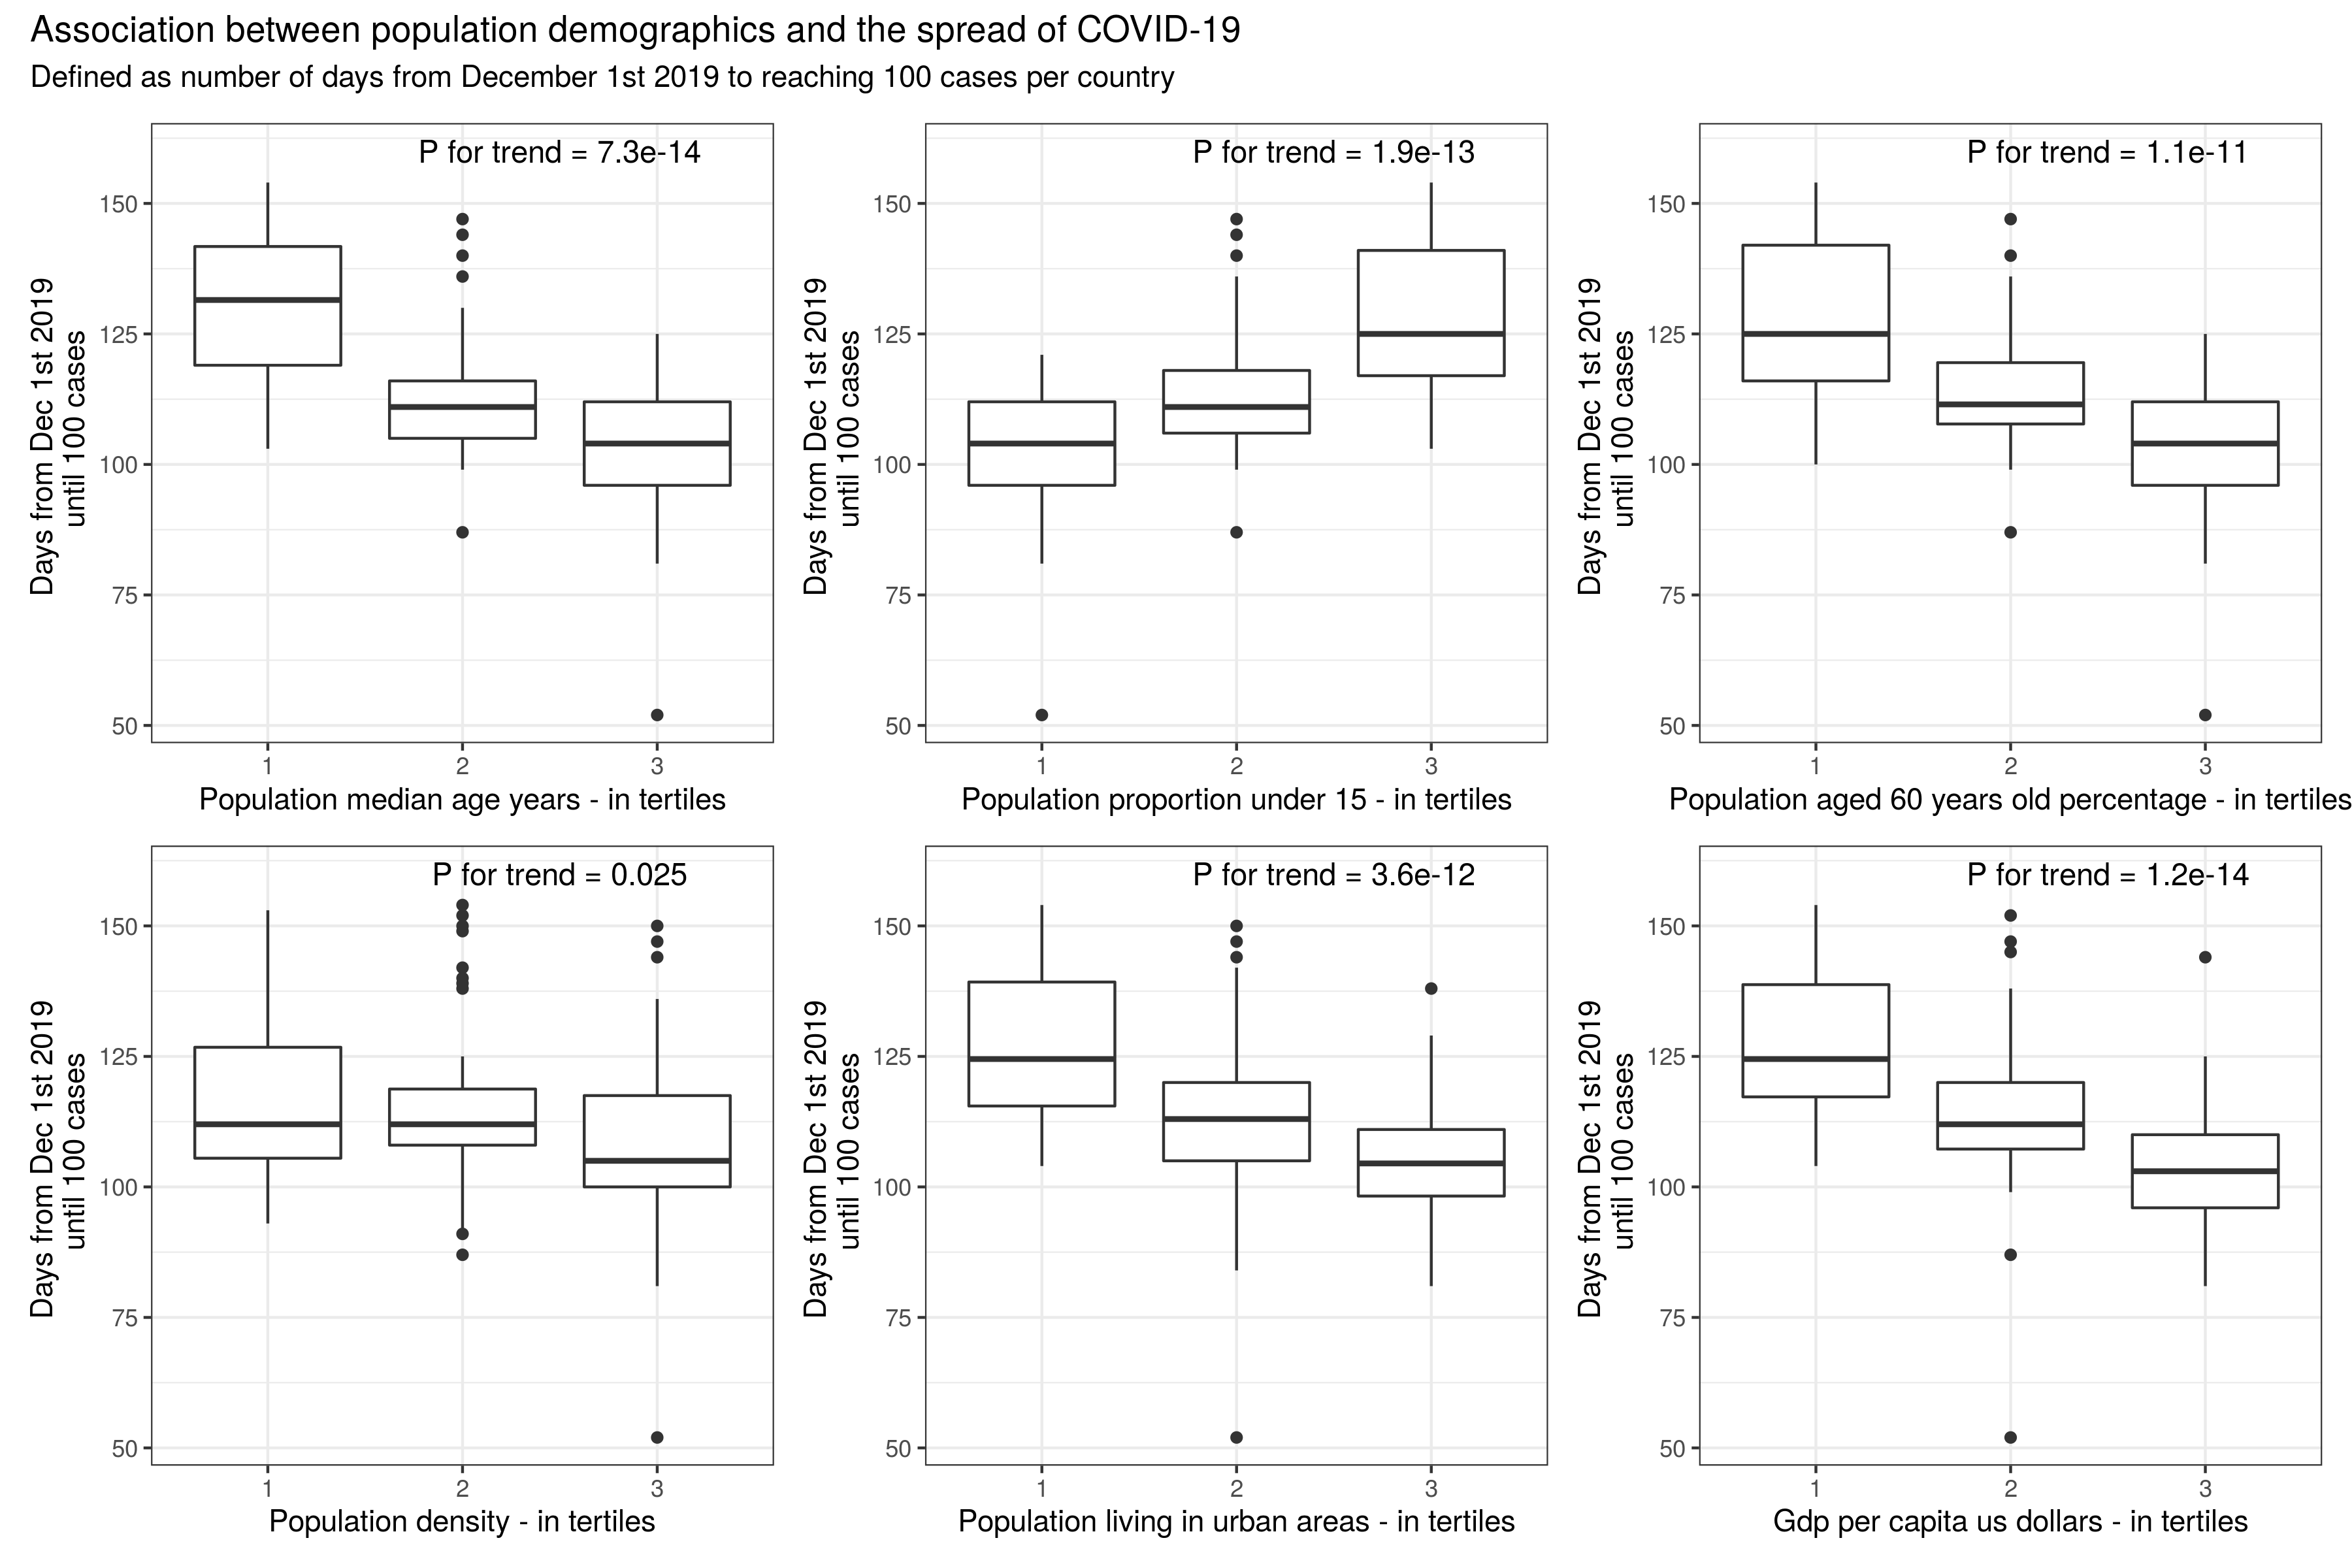 Association between population demographics and the spread of COVID-19
Defined as number of days from December 1st 2019 to reaching 100 cases per country
P for trend = 7.3e-14
150
125
100
75
50
Days from Dec 1st 2019
until 100 cases
1 2 3
Population median age years - in tertiles
P for trend = 1.9e-13
150
125
100
75
50
Days from Dec 1st 2019
until 100 cases
1 2 3
Population proportion under 15 - in tertiles
P for trend = 1.1e-11
150
125
100
75
50
Days from Dec 1st 2019
until 100 cases
1 2 3
Population aged 60 years old percentage - in tertiles
P for trend = 0.025
150
125
100
75
50
Days from Dec 1st 2019
until 100 cases
1 2 3
Population density - in tertiles
P for trend = 3.6e-12
150
125
100
75
50
Days from Dec 1st 2019
until 100 cases
1 2 3
Population living in urban areas - in tertiles
P for trend = 1.2e-14
150
125
100
75
50
Days from Dec 1st 2019
until 100 cases
1 2 3
Gdp per capita us dollars - in tertiles